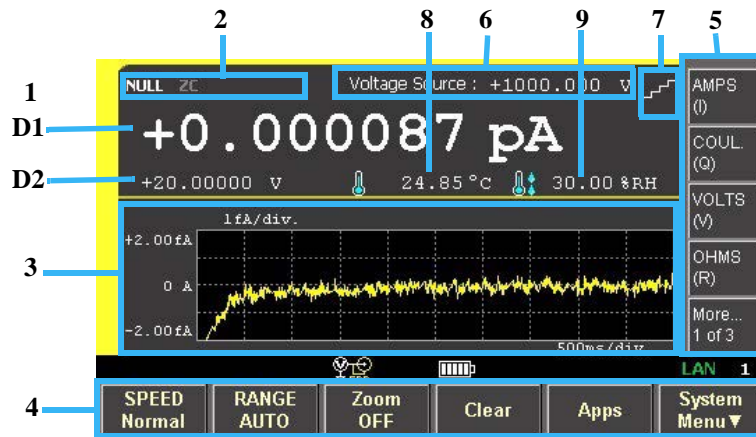 2 8 6 9 7 5
NULL ZC Voltage Source : +1000.000 V
1
D1 +0.000087 pA
D2 +20.00000 V 24.85°C 30.00 %RH
AMPS
(I)
COUL.
(Q)
VOLTS
(V)
OHMS
(R)
More...
1 of 3
3
1fA/div.
+2.00fA
0 A
-2.00fA
500ms/div
LAN 1
4
SPEED
Normal
RANGE
AUTO
Zoom
OFF
Clear
Apps
System
Menu▼